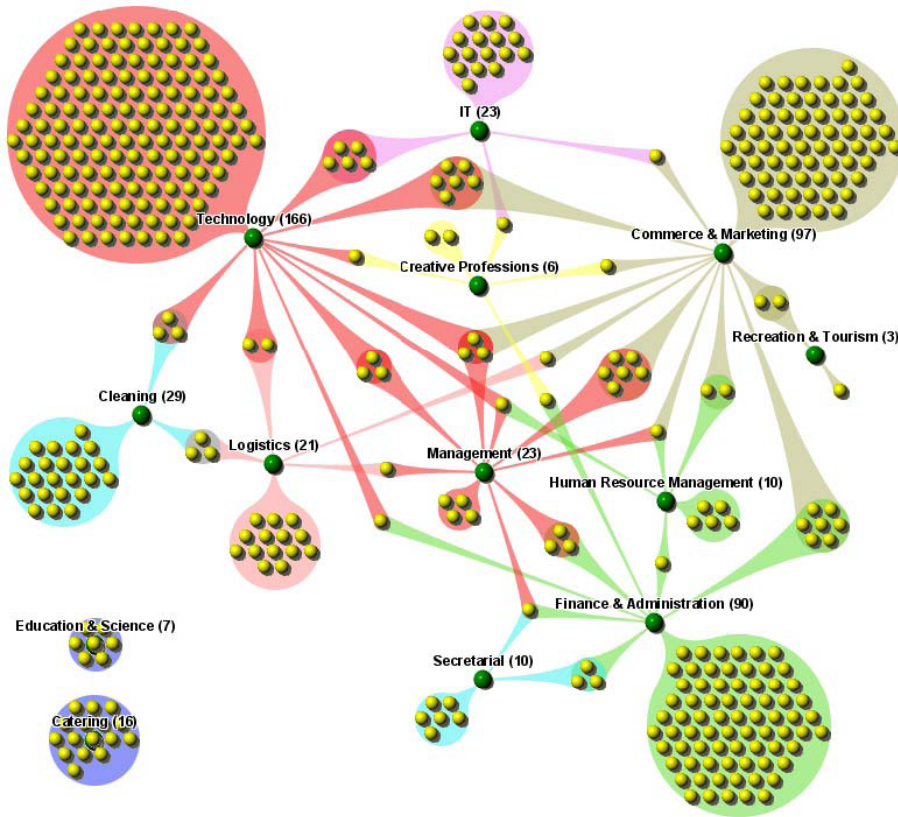 IT (23)
Technology (166)
Commerce & Marketing (97)
Creative Professions (6)
Recreation & Tourism (3)
Cleaning (29)
Logistics (21)
Management (23)
Human Resource Management (10)
Finance & Administration (90)
Education & Science (7)
Secretarial (10)
Catering (16)